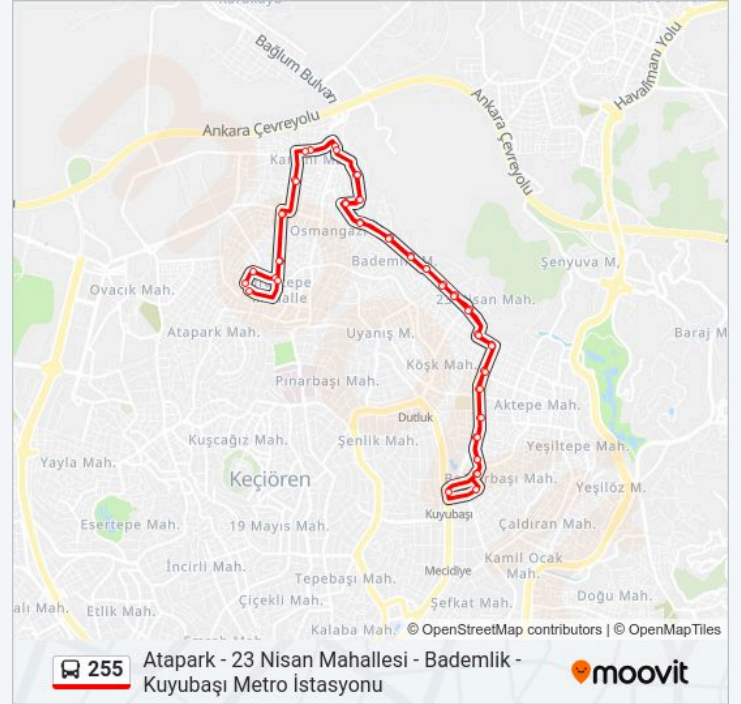 Karakaya
Bağlum Bulvarı
Havalimanı Yolu
Ankara Çevreyolu
Ankara Çevreyolu
Osmangazi
Bademlik M.
Şenyuva M.
Ovacık Mah.
Mahalle
23 Nisan Mah.
Atapark Mah.
Uyanış M.
Baraj M
Köşk Mah.
Pınarbaşı Mah.
Aktepe Mah.
Dutluk
Kuşcağız Mah.
Şenlik Mah.
Yeşiltepe Mah.
Yayla Mah.
Keçiören
Yeşilöz M.
Kuyubaşı
Esertepe Mah.
19 Mayıs Mah.
Çaldıran Mah.
İncirli Mah.
Mecidiye
Kamil Ocak
Mah.
Tepebaşı Mah.
Doğu Mah.
Etlik Mah.
Çiçekli Mah.
Şefkat Mah.
Kalaba Mah.
© OpenStreetMap contributors | © OpenMapTiles
255
Atapark - 23 Nisan Mahallesi - Bademlik -
Kuyubaşı Metro İstasyonu
moovit